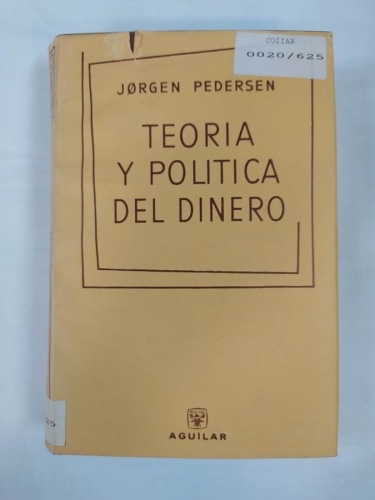 COIIAR
0020/625
JØRGEN PEDERSEN
TEORIA
Y POLITICA
DEL DINERO
AGUILAR